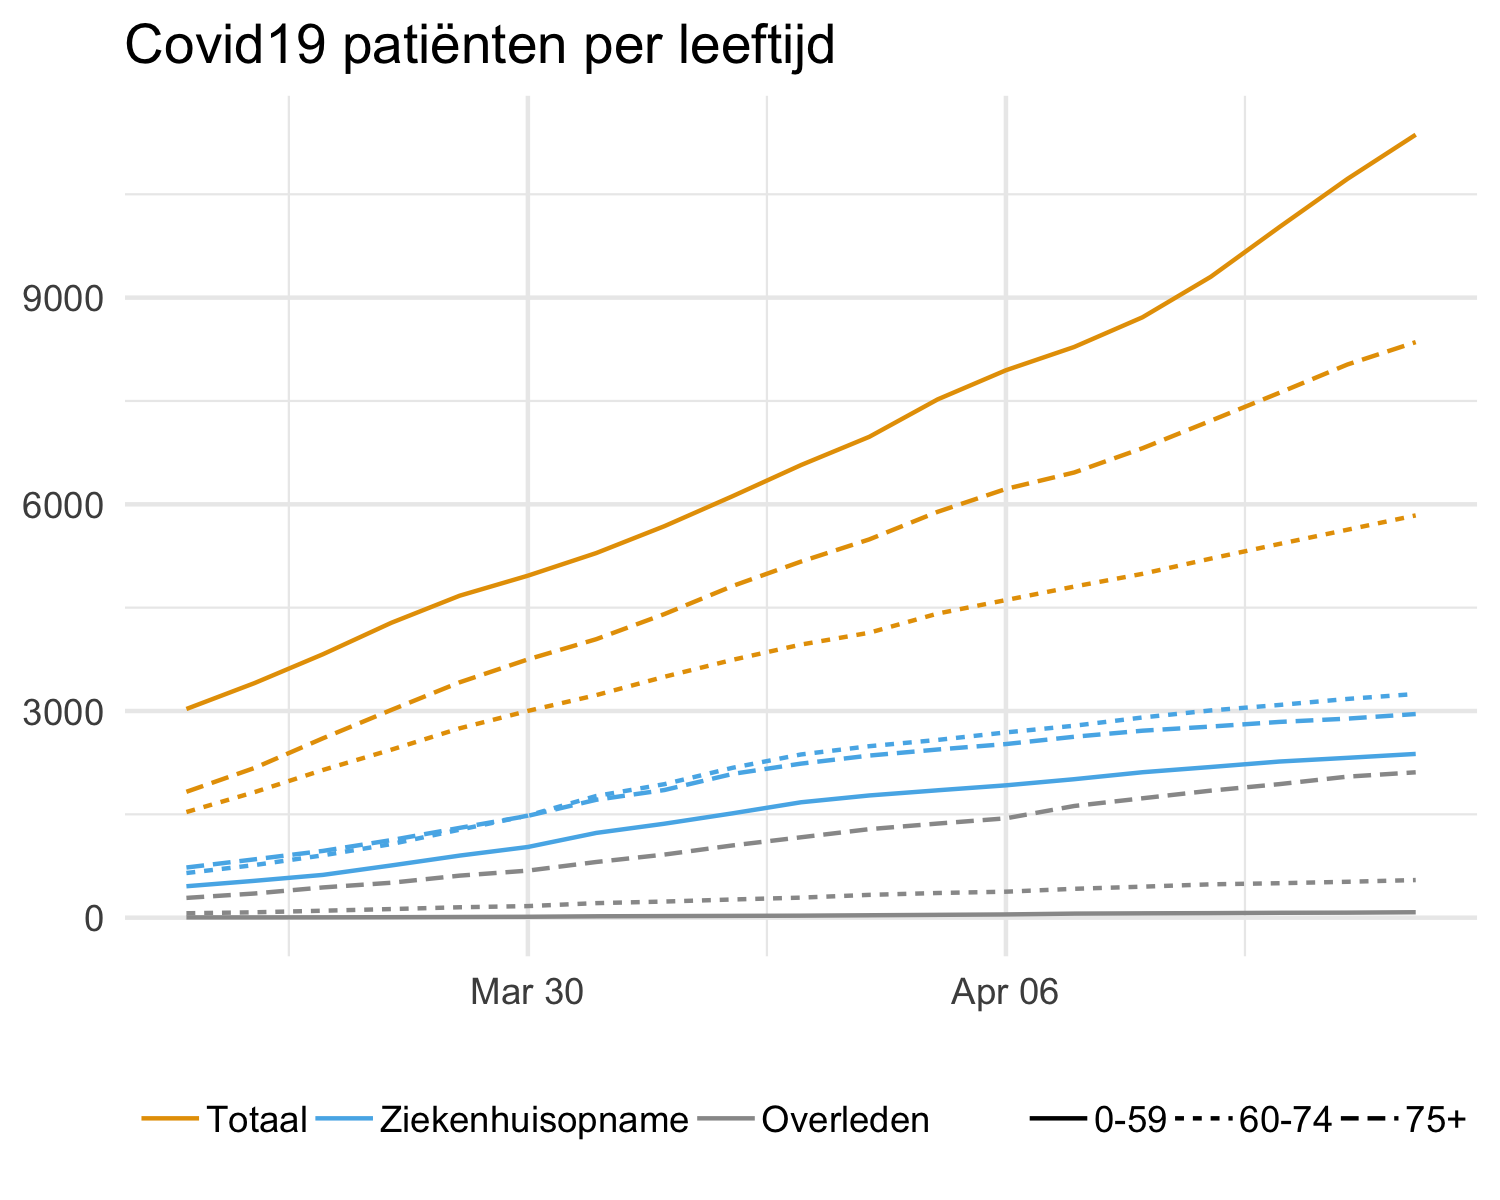 Covid19 patiënten per leeftijd
9000
6000
3000
0
Mar 30 Apr 06
Totaal Ziekenhuisopname Overleden 0-59 60-74 75+